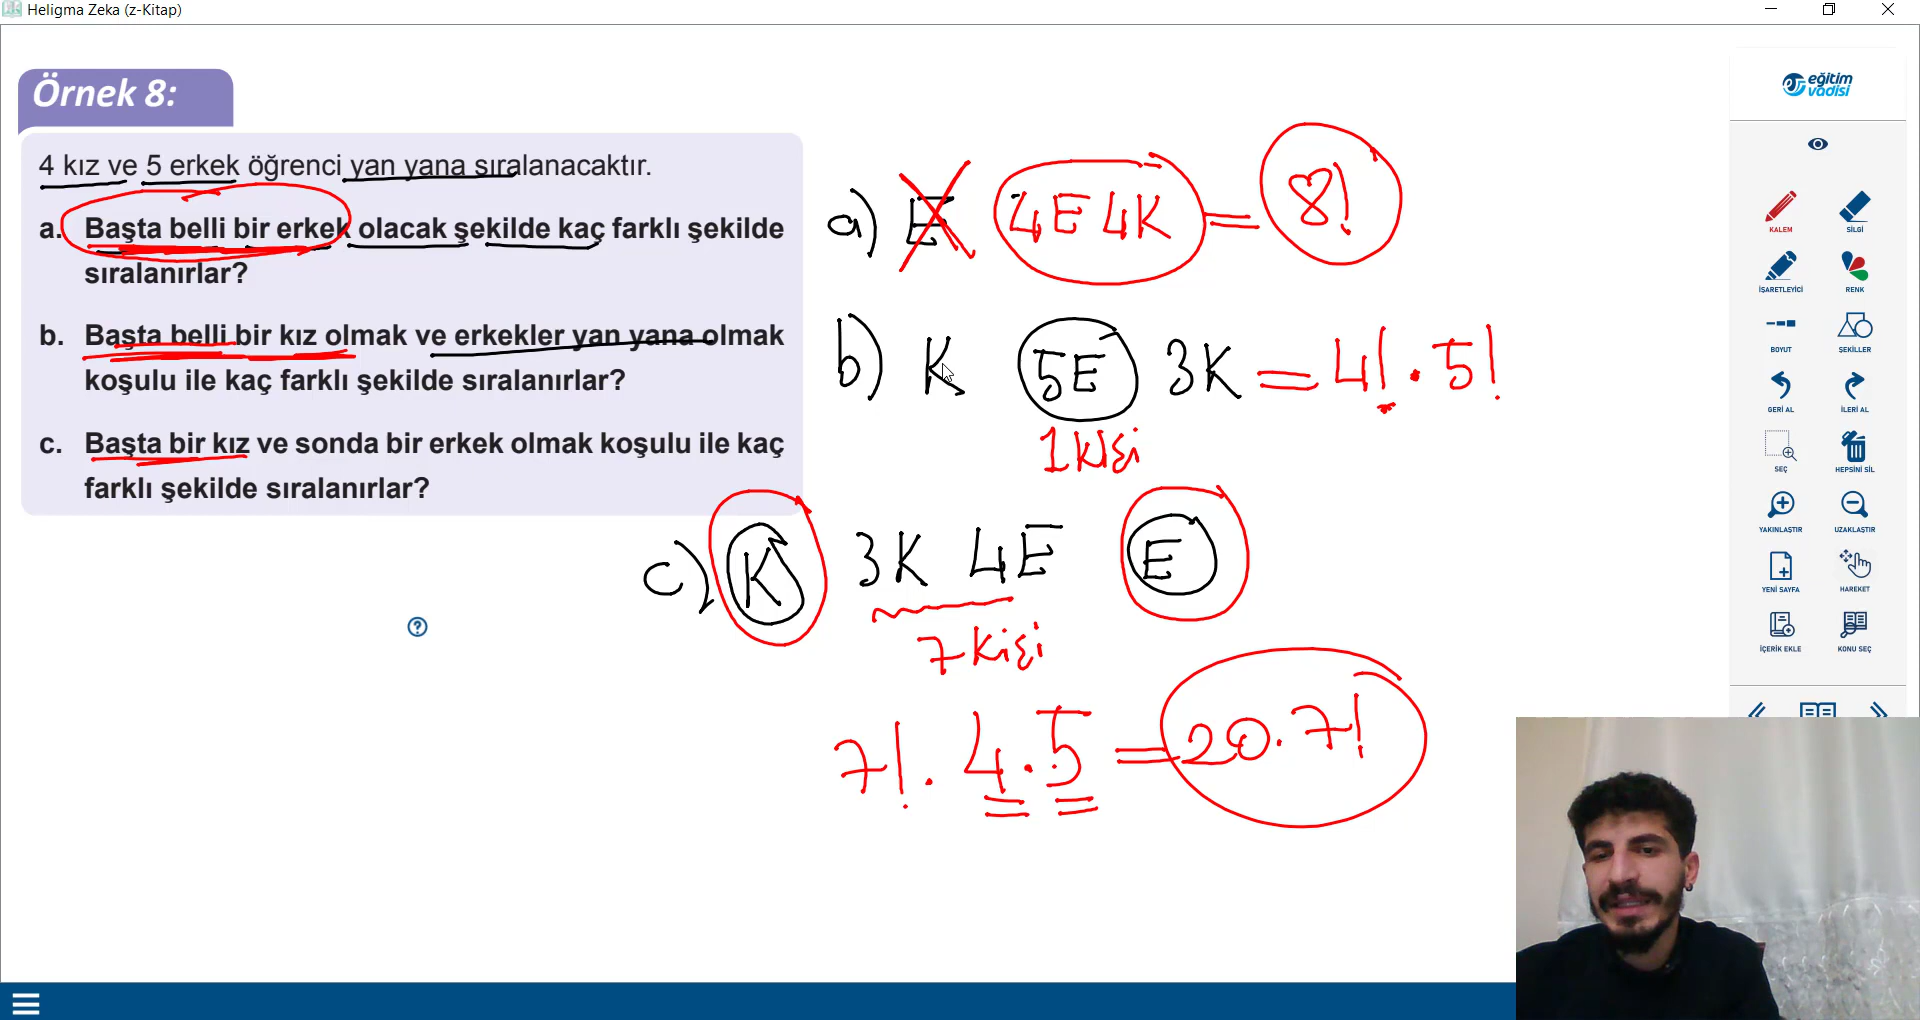 Heligma Zeka (z-Kitap)
Örnek 8:
4 kız ve 5 erkek öğrenci yan yana sıralanacaktır.
a. Başta belli bir erkek olacak şekilde kaç farklı şekilde
sıralanırlar?
b. Başta belli bir kız olmak ve erkekler yan yana olmak
koşulu ile kaç farklı şekilde sıralanırlar?
c. Başta bir kız ve sonda bir erkek olmak koşulu ile kaç
farklı şekilde sıralanırlar?
a) E 4E 4K = 8!
b) K 5E 3K = 4! . 5!
1 kişi
c) K 3K 4E E
7 kişi
7! . 4 . 5 = 20 . 7!
eğitim
vadisi
KALEM SİLGİ
İŞARETLEYİCİ RENK
BOYUT ŞEKİLLER
GERİ AL İLERİ AL
SEÇ HEPSİNİ SİL
YAKINLAŞTIR UZAKLAŞTIR
YENİ SAYFA HAREKET
İÇERİK EKLE KONU SEÇ